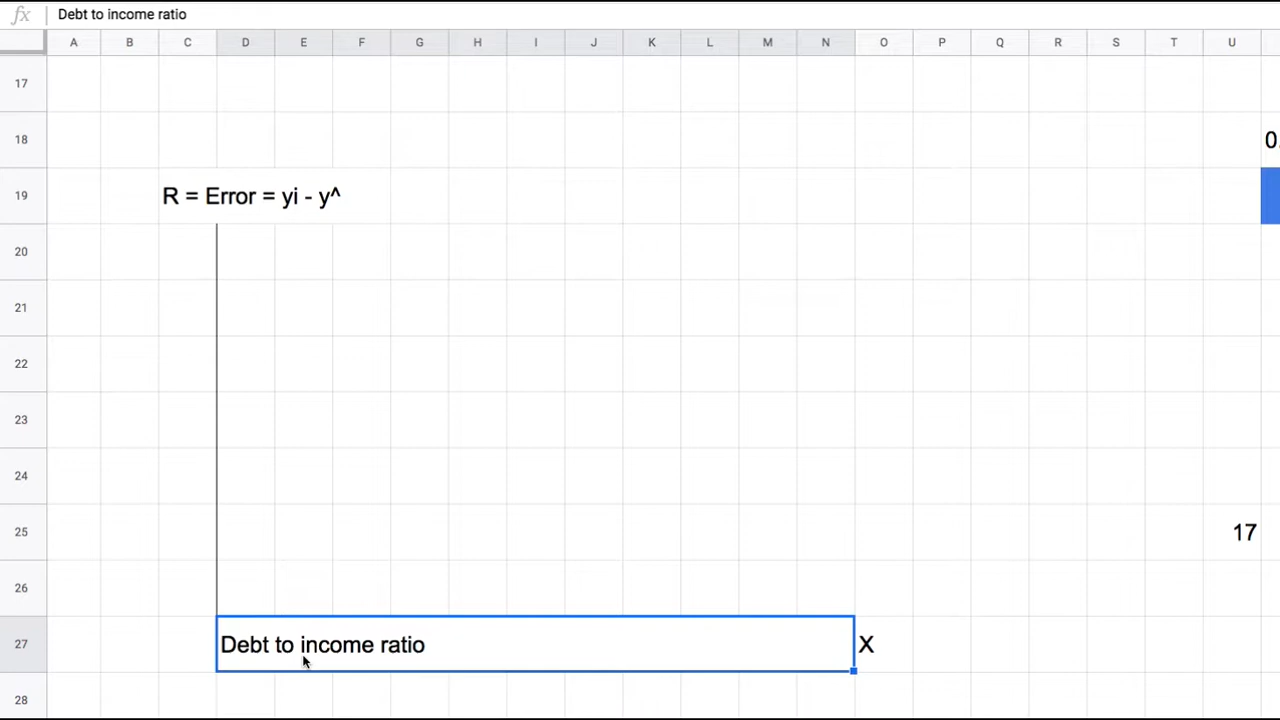 fx Debt to income ratio
A B C D E F G H I J K L M N O P Q R S T U
17
18 0.
19 R = Error = yi - y^
20
21
22
23
24
25 17
26
27 Debt to income ratio X
28